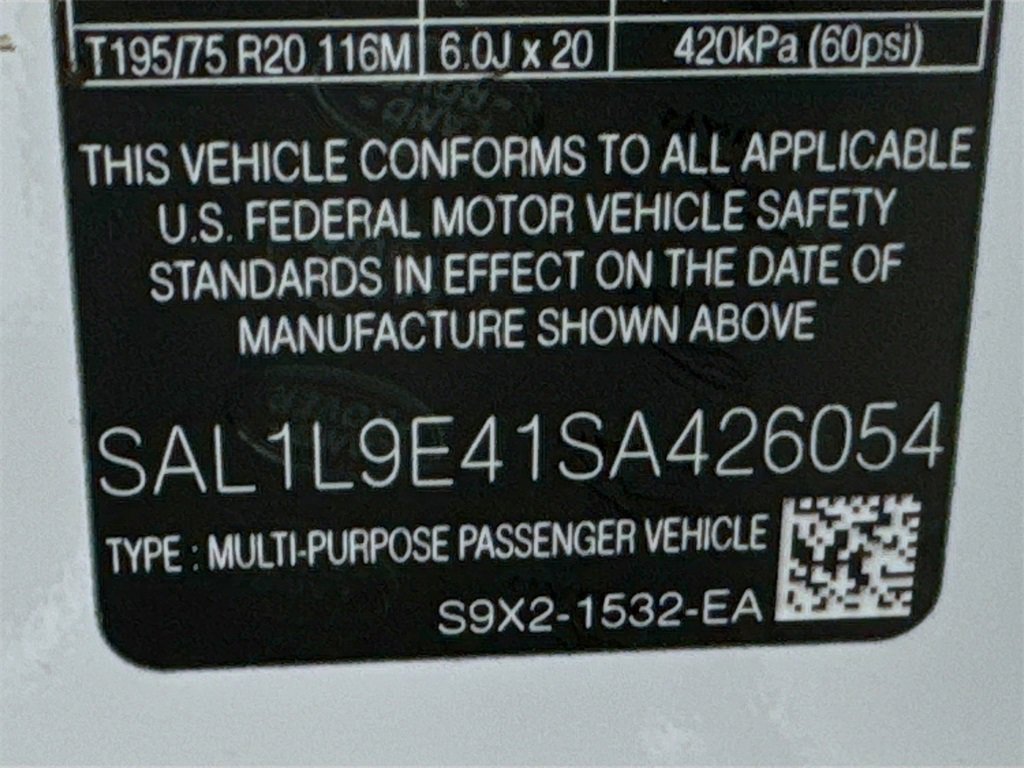 T195/75 R20 116M 6.0J x 20 420kPa (60psi)
THIS VEHICLE CONFORMS TO ALL APPLICABLE
U.S. FEDERAL MOTOR VEHICLE SAFETY
STANDARDS IN EFFECT ON THE DATE OF
MANUFACTURE SHOWN ABOVE
SAL1L9E41SA426054
TYPE : MULTI-PURPOSE PASSENGER VEHICLE
S9X2-1532-EA